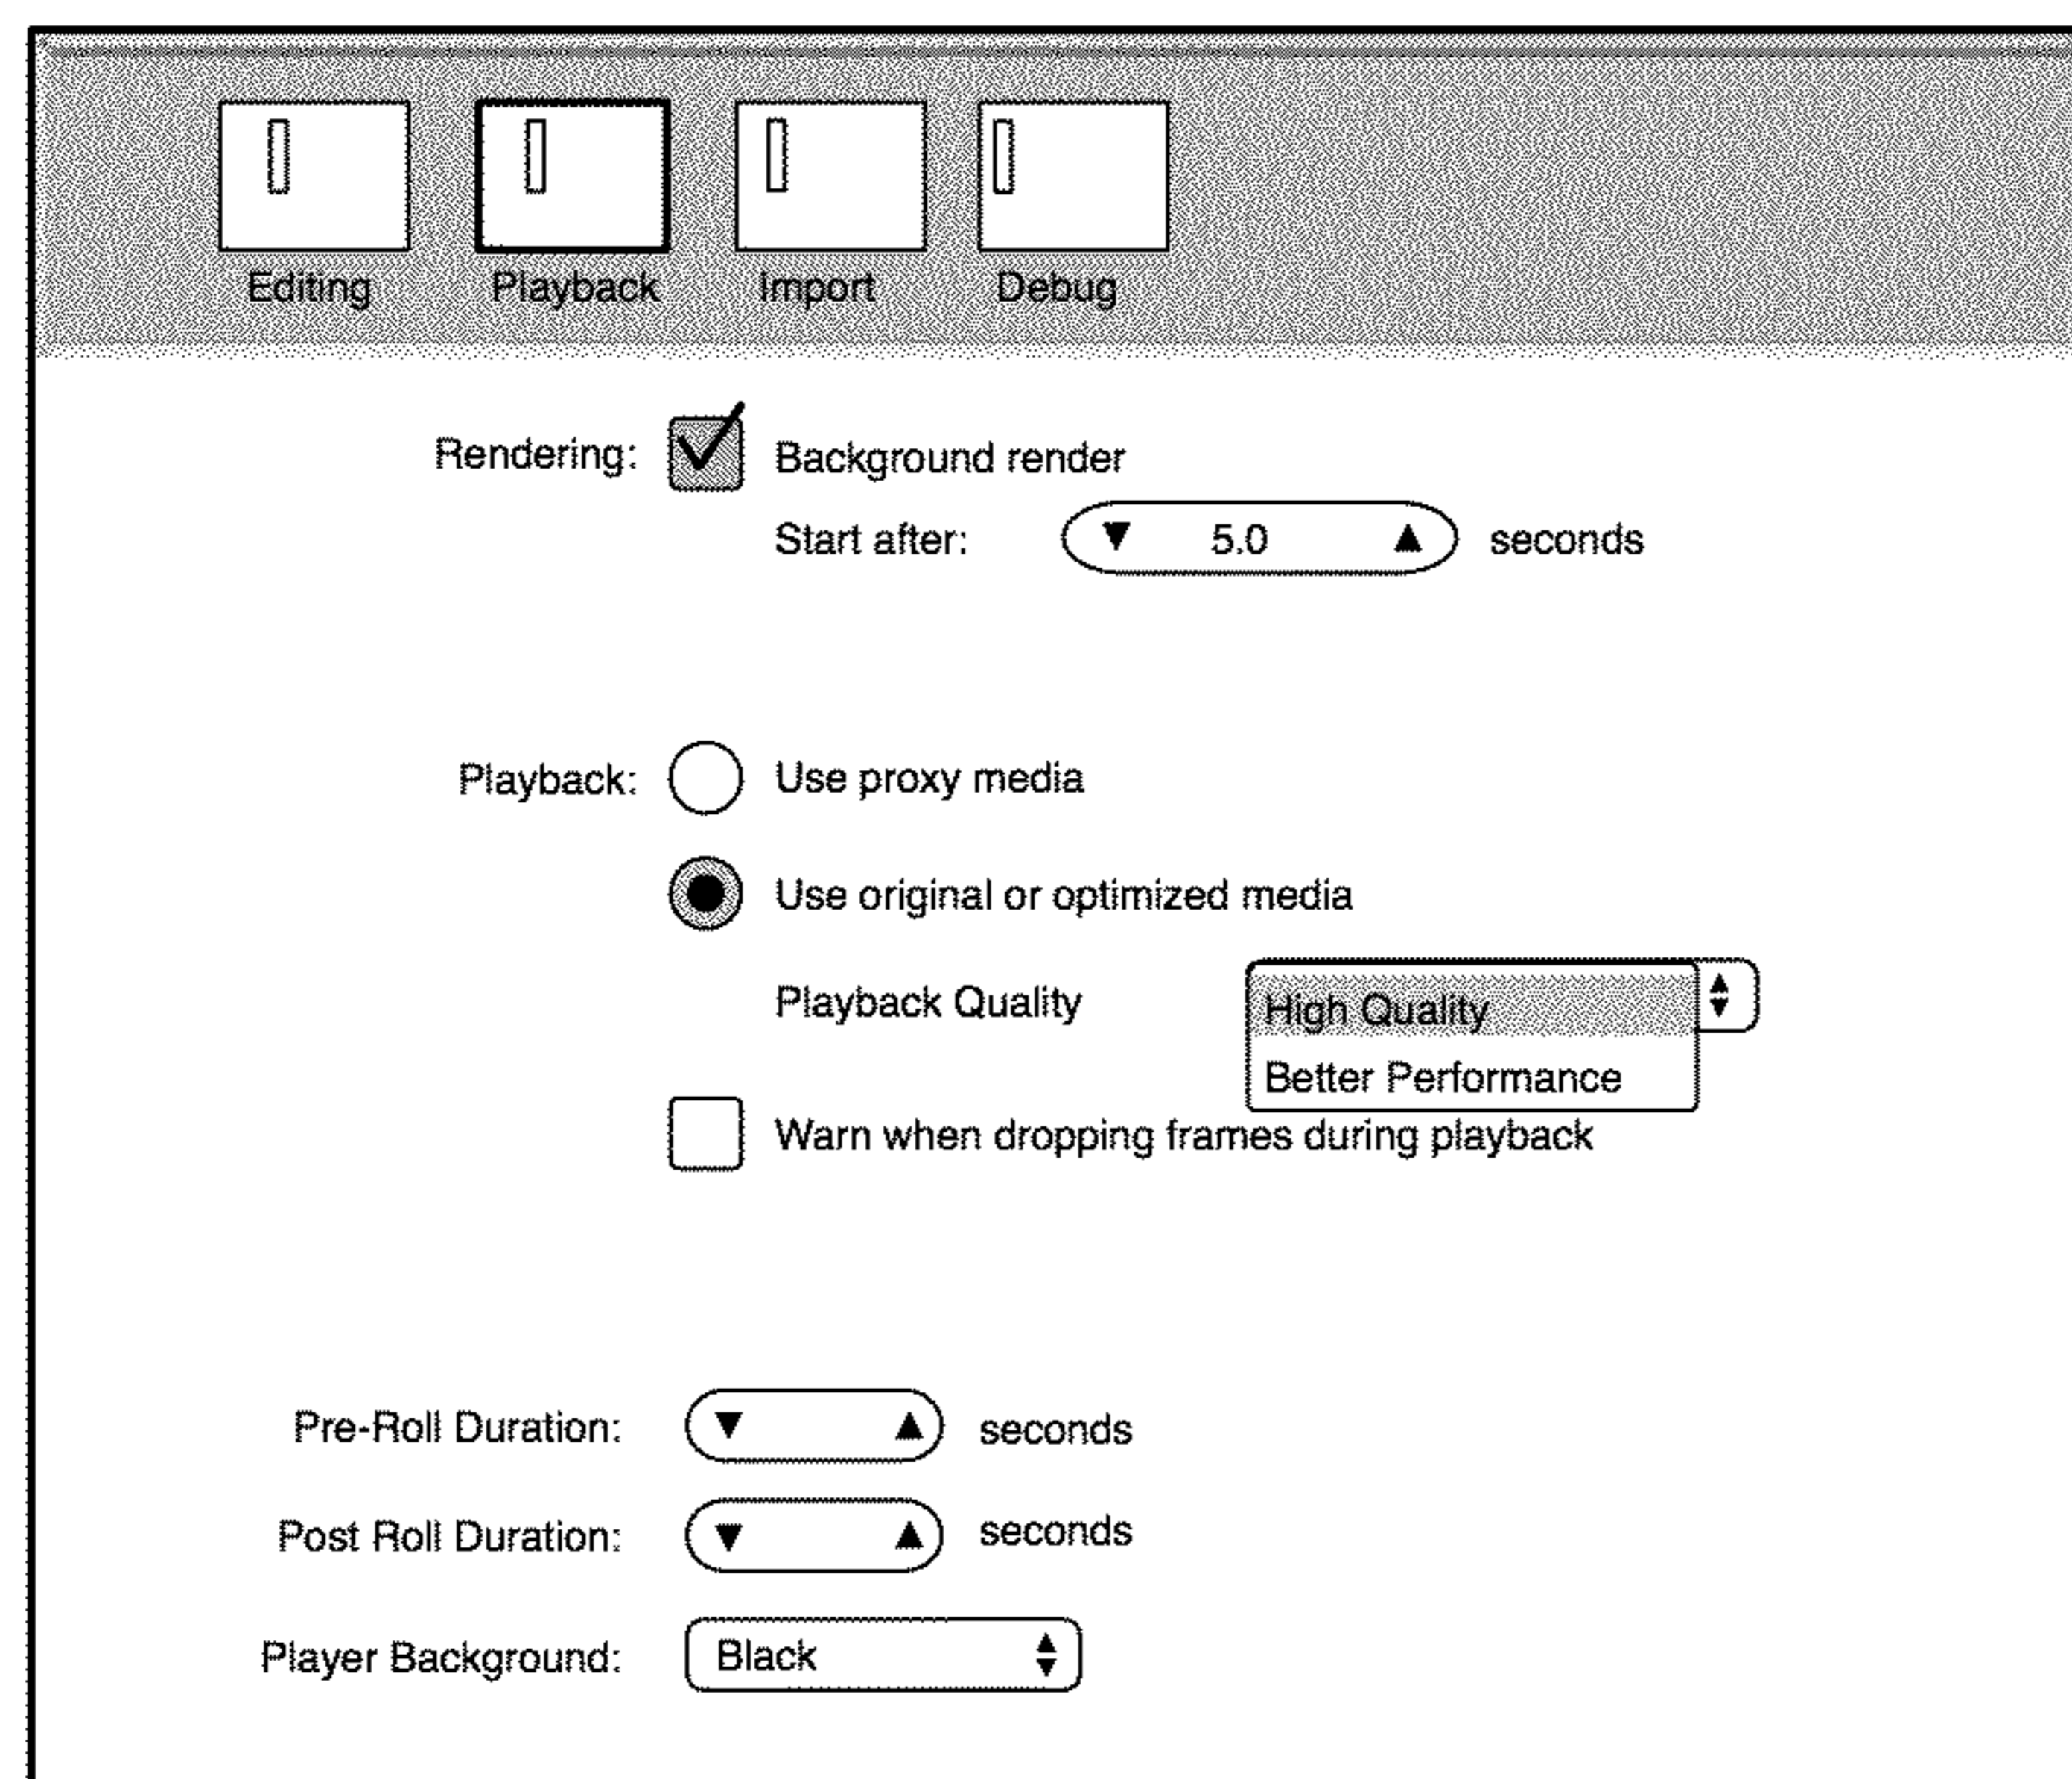 Editing Playback Import Debug
Rendering: Background render
Start after: 5.0 seconds
Playback: Use proxy media
Use original or optimized media
Playback Quality High Quality
Better Performance
Warn when dropping frames during playback
Pre-Roll Duration: seconds
Post Roll Duration: seconds
Player Background: Black